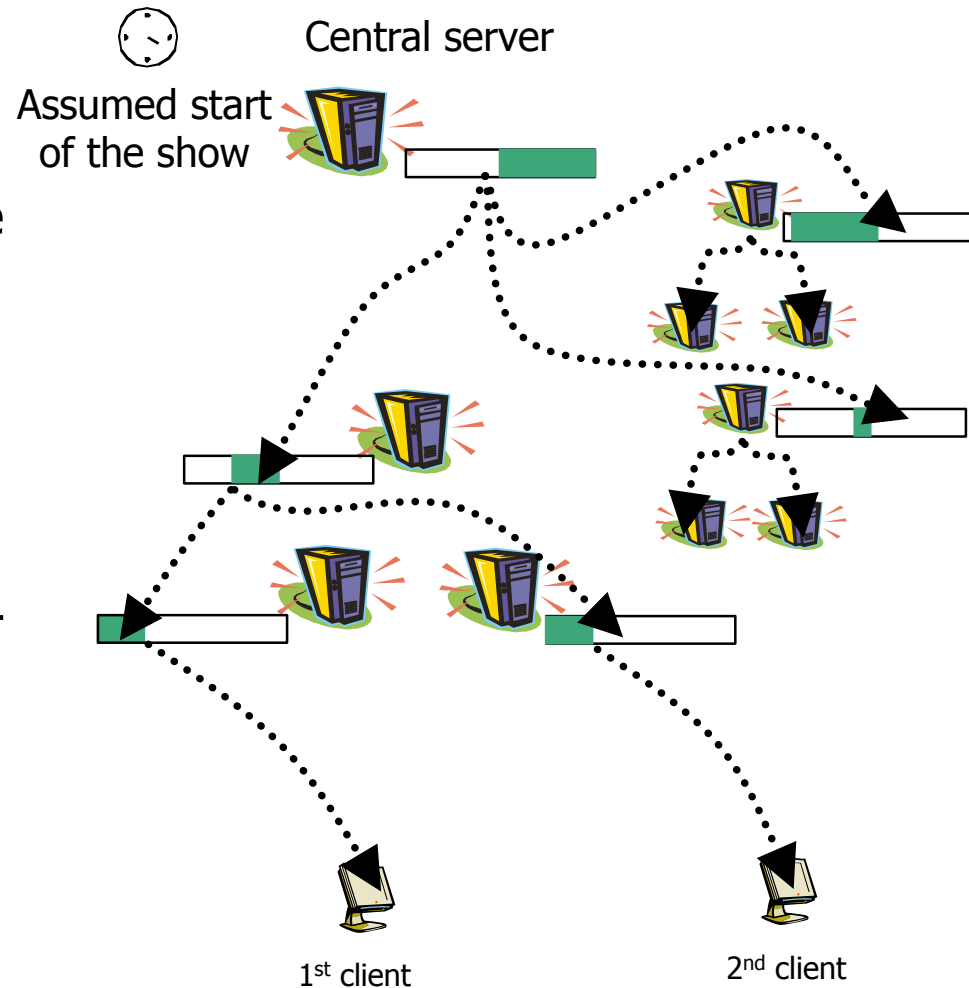 Central server
Assumed start
of the show
e
1st client
2nd client